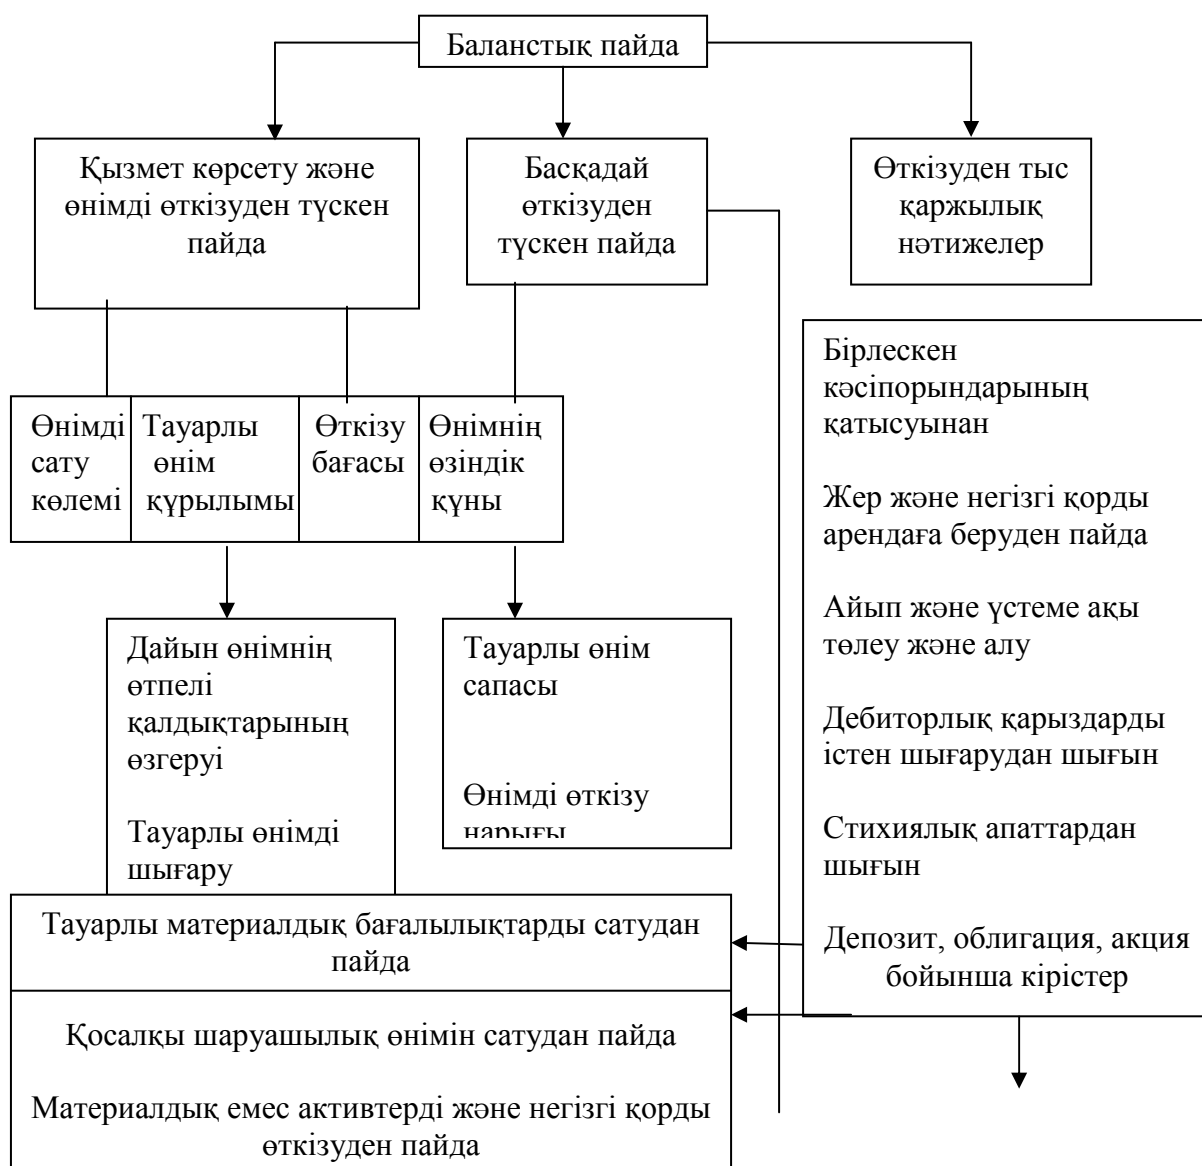 Баланстық пайда
Қызмет көрсету және
өнімді өткізуден түскен
пайда
Басқадай
өткізуден
түскен пайда
Өткізуден тыс
қаржылық
нәтижелер
Өнімді
сату
көлемі
Тауарлы
өнім
құрылымы
Өткізу
бағасы
Өнімнің
өзіндік
құны
Бірлескен
кәсіпорындарының
қатысуынан
Жер және негізгі қорды
арендаға беруден пайда
Айып және үстеме ақы
төлеу және алу
Дебиторлық қарыздарды
істен шығарудан шығын
Стихиялық апаттардан
шығын
Депозит, облигация, акция
бойынша кірістер
Дайын өнімнің
өтпелі
қалдықтарының
өзгеруі
Тауарлы өнімді
шығару
Тауарлы өнім
сапасы
Өнімді өткізу
нарығы
Тауарлы материалдық бағалылықтарды сатудан
пайда
Қосалқы шаруашылық өнімін сатудан пайда
Материалдық емес активтерді және негізгі қорды
өткізуден пайда